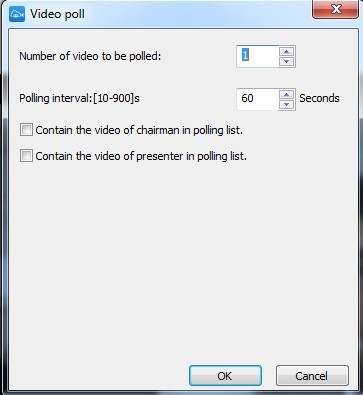 Video poll
Number of video to be polled: 1
Polling interval:[10-900]s 60 Seconds
Contain the video of chairman in polling list.
Contain the video of presenter in polling list.
OK Cancel